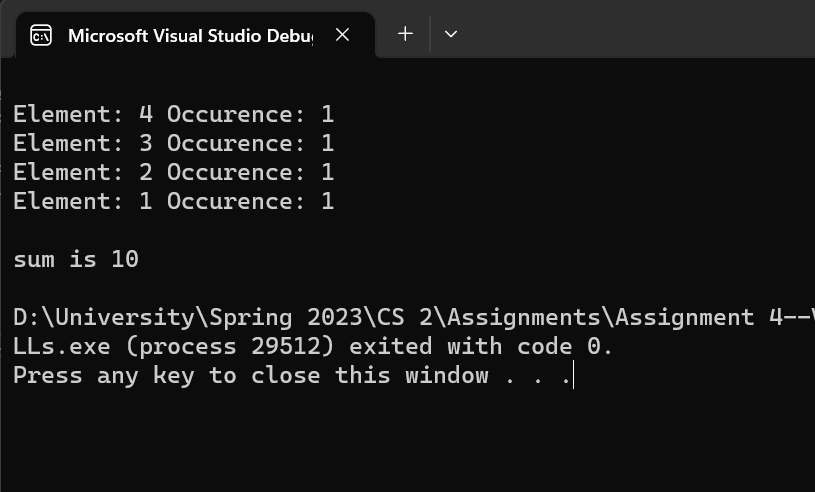 Microsoft Visual Studio Debu
Element: 4 Occurence: 1
Element: 3 Occurence: 1
Element: 2 Occurence: 1
Element: 1 Occurence: 1
sum is 10
D:\University\Spring 2023\CS 2\Assignments\Assignment 4--
LLs.exe (process 29512) exited with code 0.
Press any key to close this window . . .